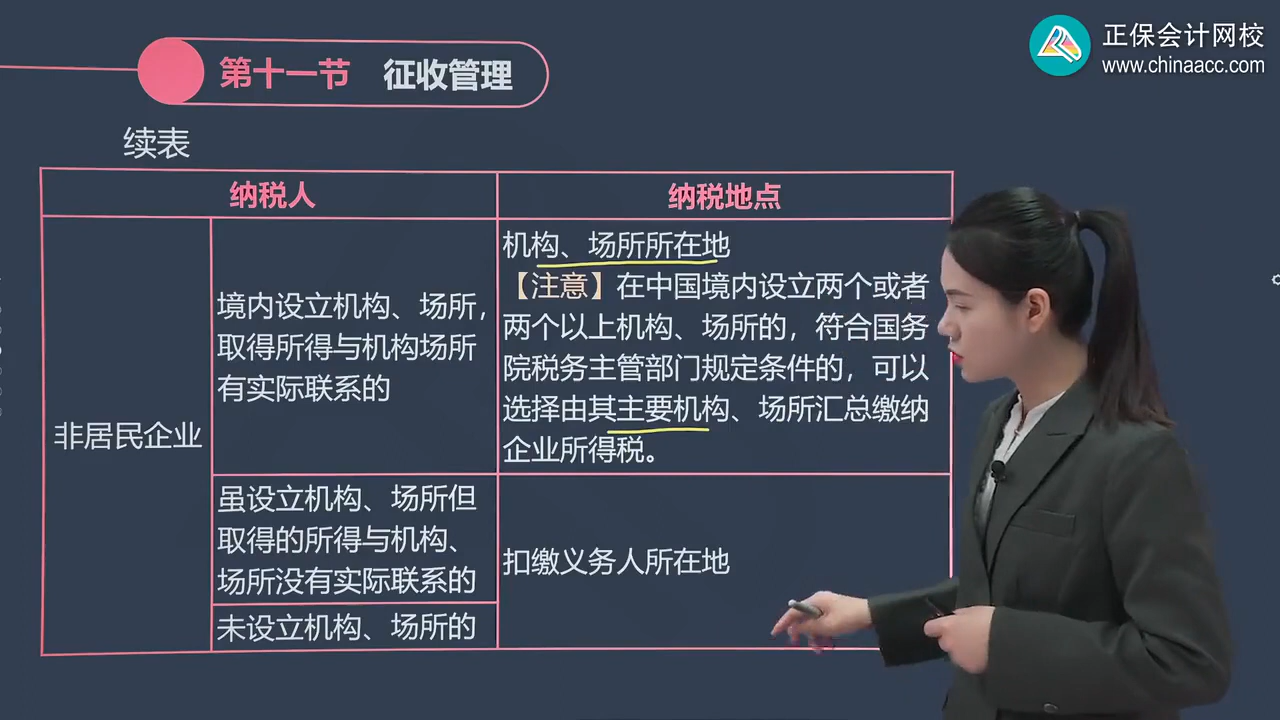 正保会计网校
www.chinaacc.com
第十一节 征收管理
续表
纳税人
纳税地点
非居民企业
境内设立机构、场所，
取得所得与机构场所
有实际联系的
机构、场所所在地
【注意】在中国境内设立两个或者
两个以上机构、场所的，符合国务
院税务主管部门规定条件的，可以
选择由其主要机构、场所汇总缴纳
企业所得税。
虽设立机构、场所但
取得的所得与机构、
场所没有实际联系的
扣缴义务人所在地
未设立机构、场所的